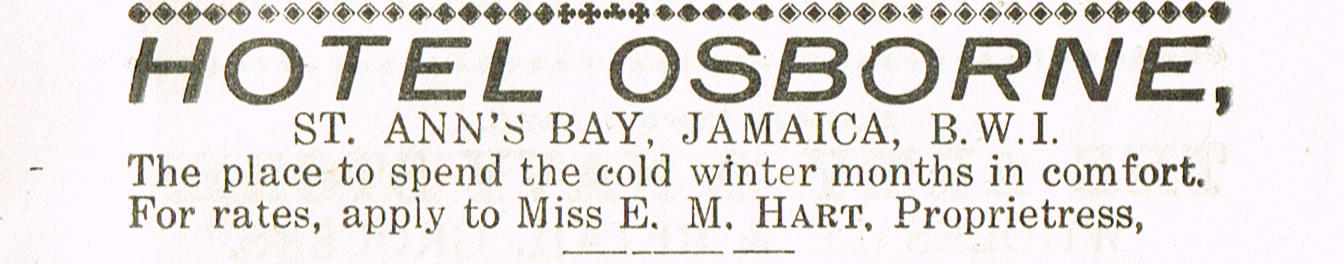 HOTEL OSBORNE,
ST. ANN'S BAY, JAMAICA, B.W.I.
The place to spend the cold winter months in comfort.
For rates, apply to Miss E. M. HART, Proprietress,